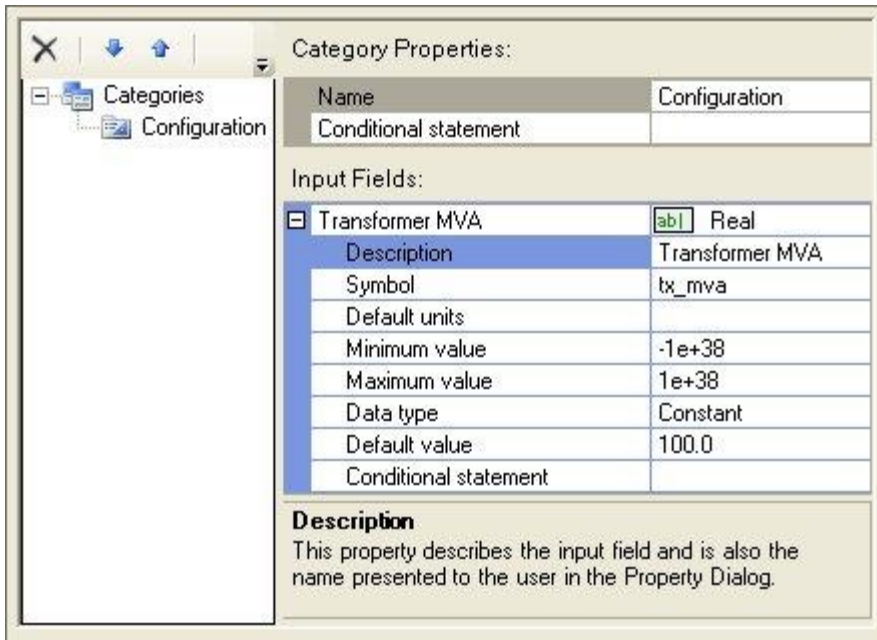 Category Properties:
Categories
Configuration
Name Configuration
Conditional statement
Input Fields:
Transformer MVA ab| Real
Description Transformer MVA
Symbol tx_mva
Default units
Minimum value -1e+38
Maximum value 1e+38
Data type Constant
Default value 100.0
Conditional statement
Description
This property describes the input field and is also the
name presented to the user in the Property Dialog.